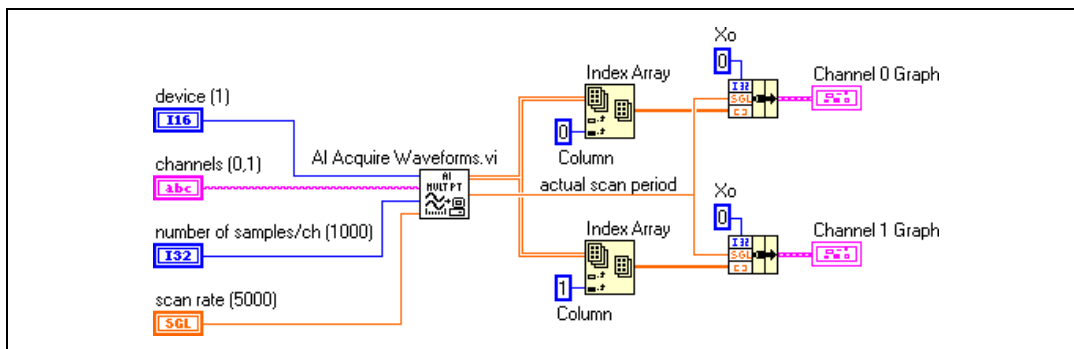 Xo
0
Index Array
Channel 0 Graph
device (1)
I16
I32
SGL
0
Column
channels (0,1)
AI Acquire Waveforms.vi
abc
AI
MULT PT
actual scan period
Xo
0
number of samples/ch (1000)
Index Array
Channel 1 Graph
I32
I32
SGL
scan rate (5000)
1
Column
SGL